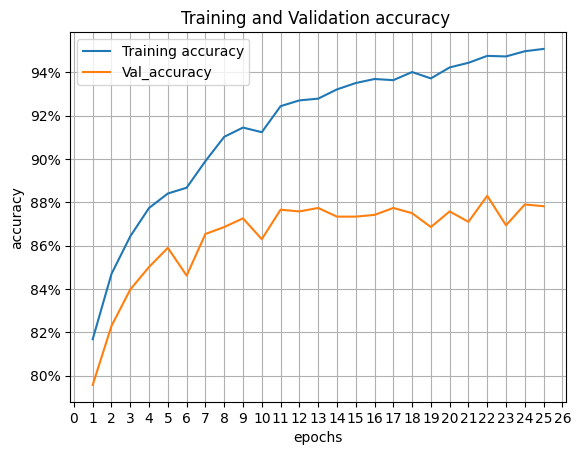 Training and Validation accuracy
Training accuracy
Val_accuracy
94%
92%
90%
88%
86%
84%
82%
80%
accuracy
0 1 2 3 4 5 6 7 8 9 10 11 12 13 14 15 16 17 18 19 20 21 22 23 24 25 26
epochs